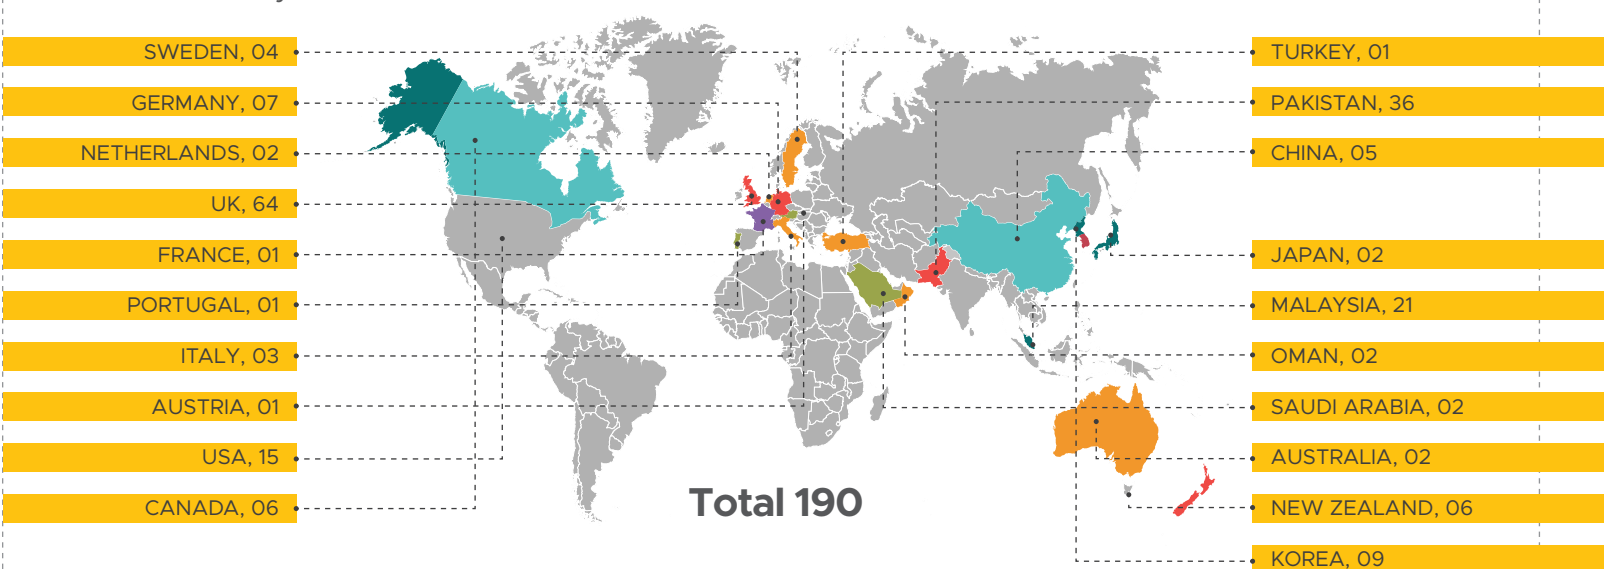 SWEDEN, 04
GERMANY, 07
NETHERLANDS, 02
UK, 64
FRANCE, 01
PORTUGAL, 01
ITALY, 03
AUSTRIA, 01
USA, 15
CANADA, 06
Total 190
TURKEY, 01
PAKISTAN, 36
CHINA, 05
JAPAN, 02
MALAYSIA, 21
OMAN, 02
SAUDI ARABIA, 02
AUSTRALIA, 02
NEW ZEALAND, 06
KOREA, 09